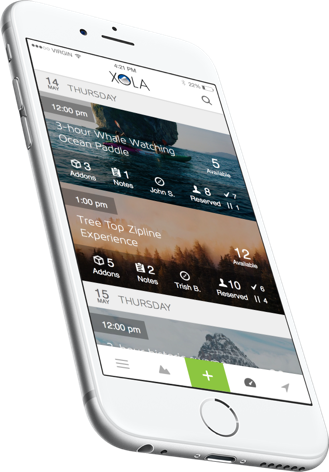 VIRGIN
4:21 PM
22%
XOLA
14
MAY
THURSDAY
12:00 pm
3-hour Whale Watching
Ocean Paddle
5
Available
3
Addons
1
Notes
John S.
8
Reserved
7
1
1:00 pm
Tree Top Zipline
Experience
12
Available
5
Addons
2
Notes
Trish B.
10
Reserved
6
4
15
MAY
THURSDAY
12:00 pm